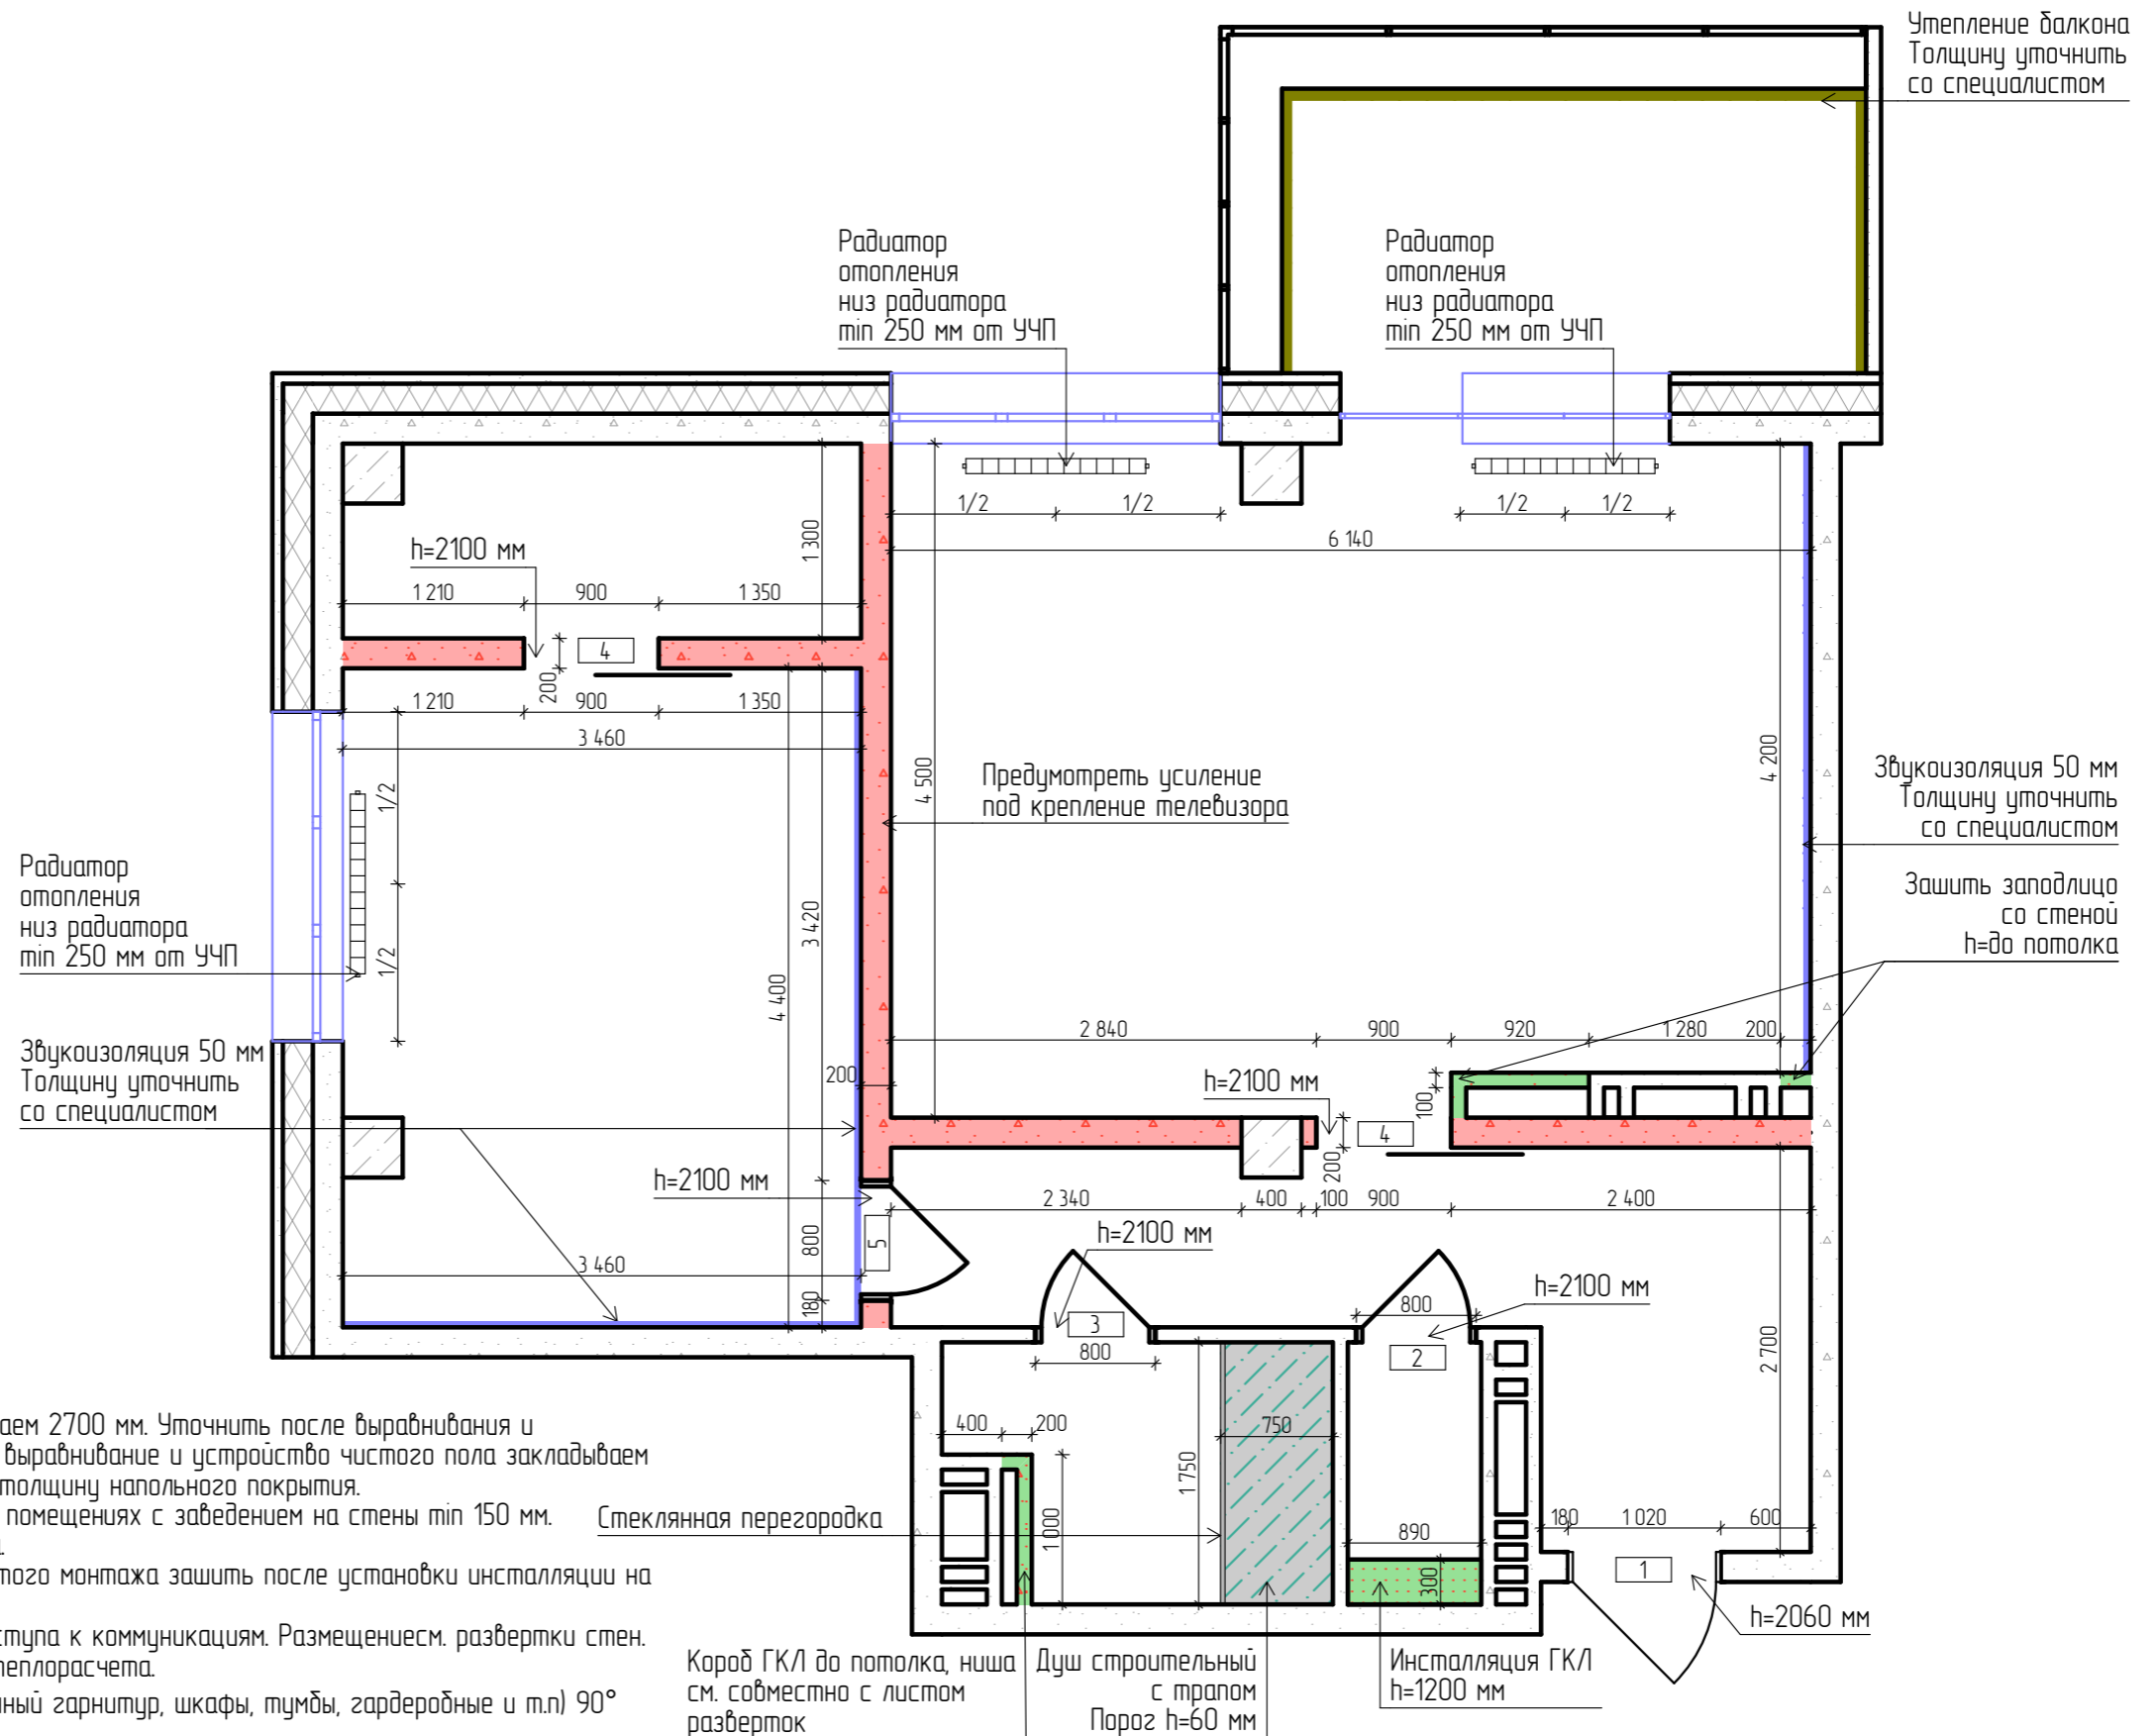 Утепление балкона
Толщину уточнить
со специалистом
Радиатор
отопления
низ радиатора
min 250 мм от УЧП
Радиатор
отопления
низ радиатора
min 250 мм от УЧП
1/2
1/2
1/2
1/2
6 140
1 300
h=2100 мм
1 210
900
1 350
4
200
1 210
900
1 350
3 460
4 500
4 200
Предумотреть усиление
под крепление телевизора
Звукоизоляция 50 мм
Толщину уточнить
со специалистом
1/2
1/2
3 420
4 400
Радиатор
отопления
низ радиатора
min 250 мм от УЧП
Зашить заподлицо
со стеной
h=до потолка
Звукоизоляция 50 мм
Толщину уточнить
со специалистом
2 840
900
920
1 280
200
200
h=2100 мм
100
4
200
h=2100 мм
2 340
400
100
900
2 400
800
5
h=2100 мм
3 460
180
h=2100 мм
800
3
800
2
2 700
400
200
750
1 750
1 000
890
300
180
1 020
600
1
h=2060 мм
аем 2700 мм. Уточнить после выравнивания и
выравнивание и устройство чистого пола закладываем
толщину напольного покрытия.
помещениях с заведением на стены min 150 мм.
Стеклянная перегородка
того монтажа зашить после установки инсталляции на
ступа к коммуникациям. Размещениесм. развертки стен.
теплорасчета.
ный гарнитур, шкафы, тумбы, гардеробные и т.п) 90°
Короб ГКЛ до потолка, ниша
см. совместно с листом
разверток
Душ строительный
с трапом
Порог h=60 мм
Инсталляция ГКЛ
h=1200 мм